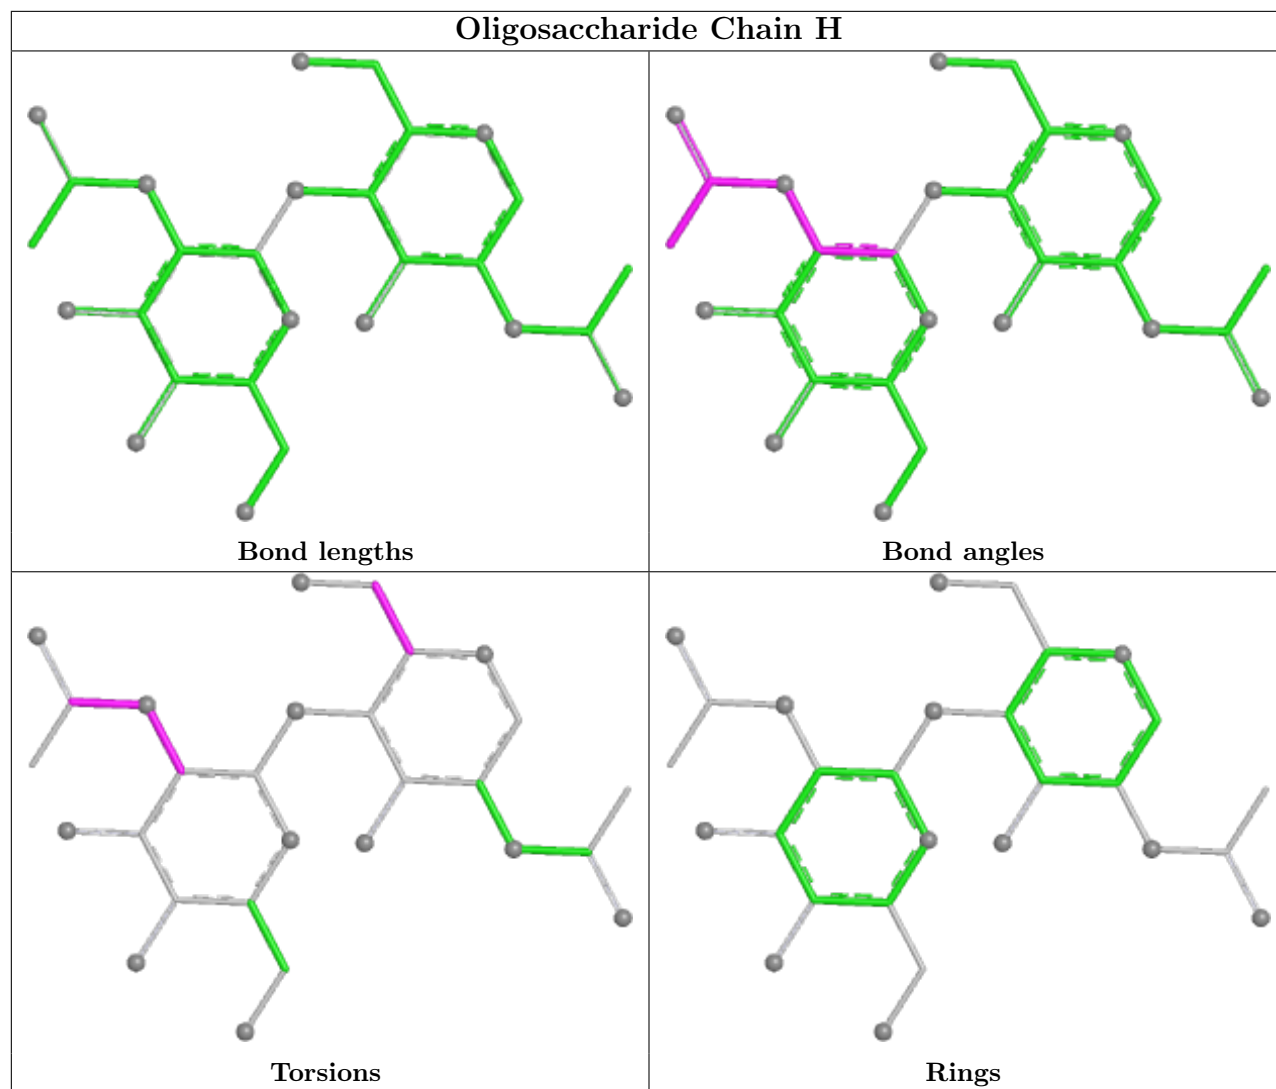 Oligosaccharide Chain H
Bond lengths
Bond angles
Torsions
Rings